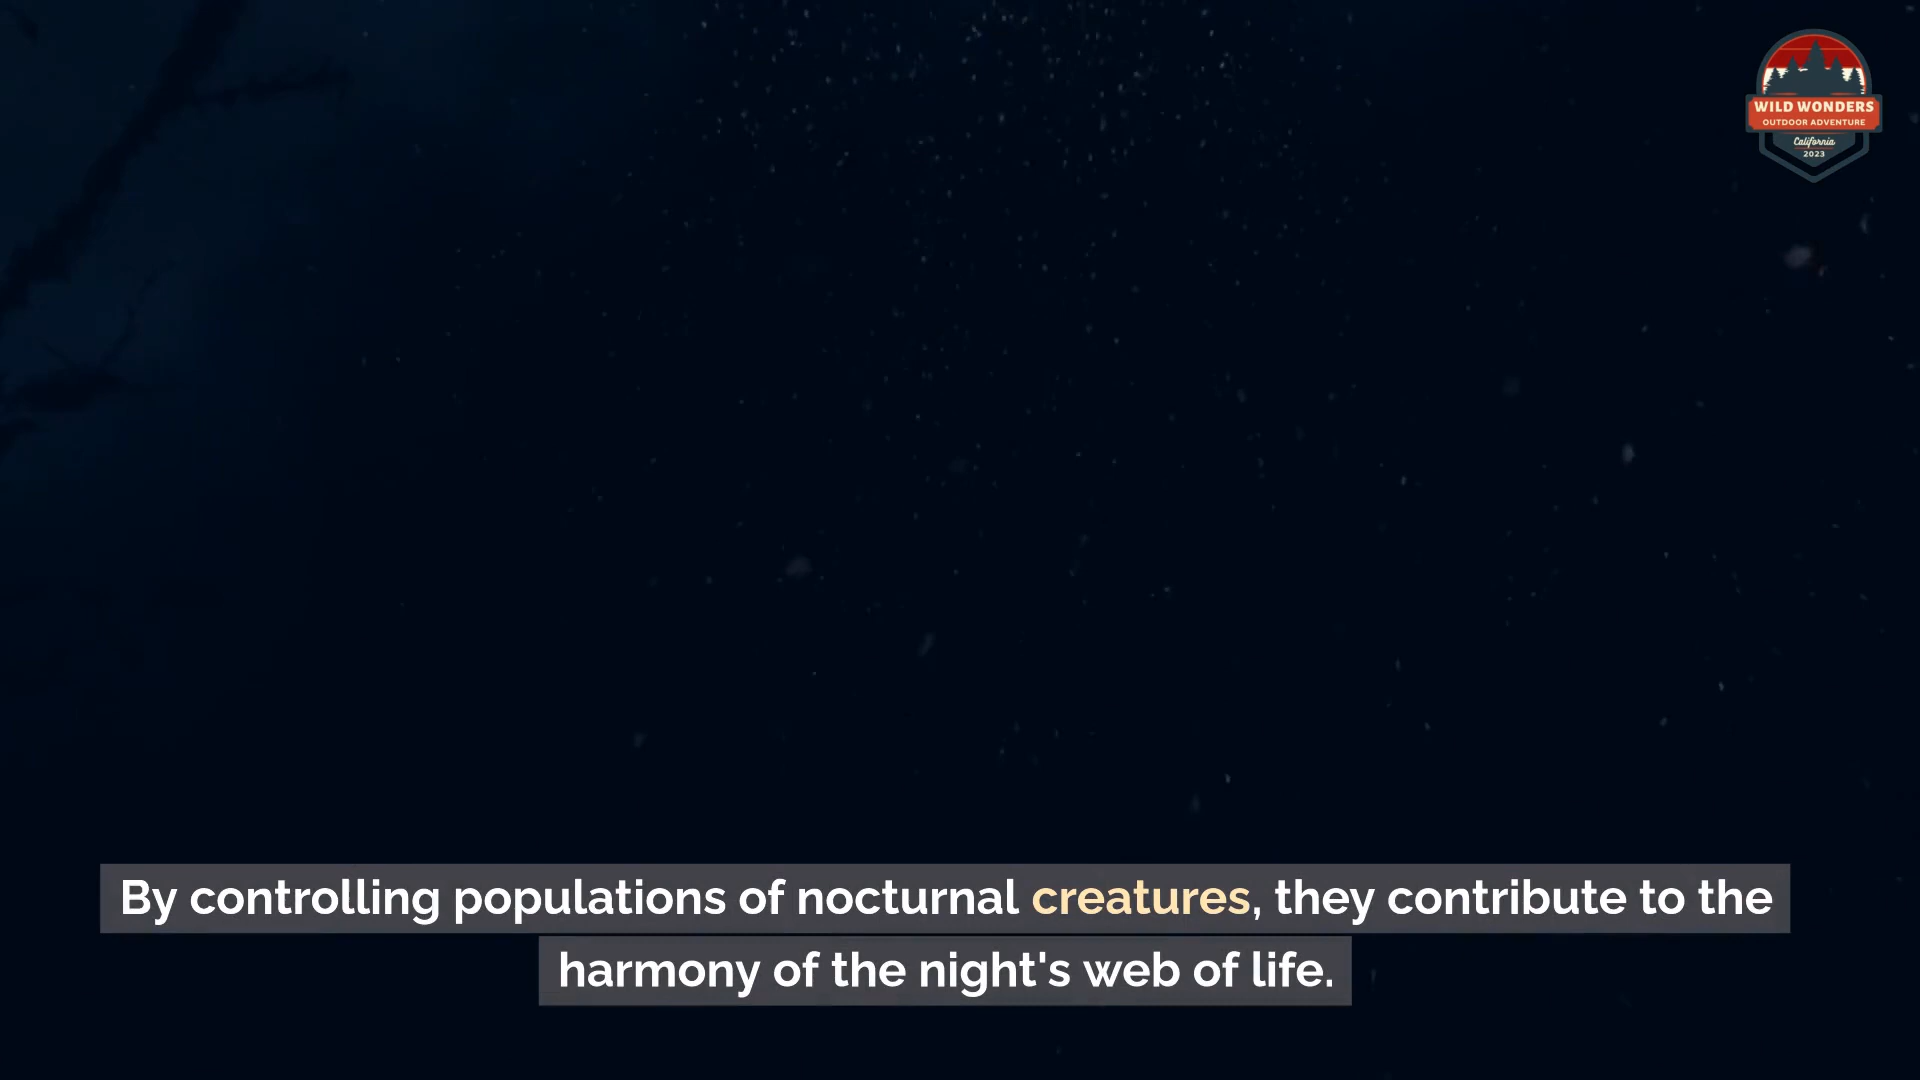 WILD WONDERS
OUTDOOR ADVENTURE
California
2023
By controlling populations of nocturnal creatures, they contribute to the
harmony of the night's web of life.